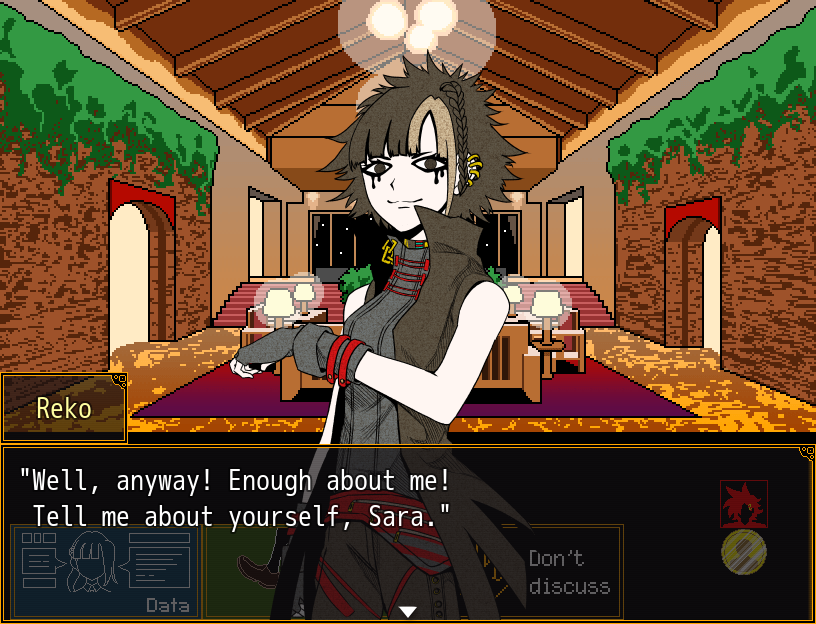 Reko
"Well, anyway! Enough about me!
Tell me about yourself, Sara."
Data
Don't
discuss